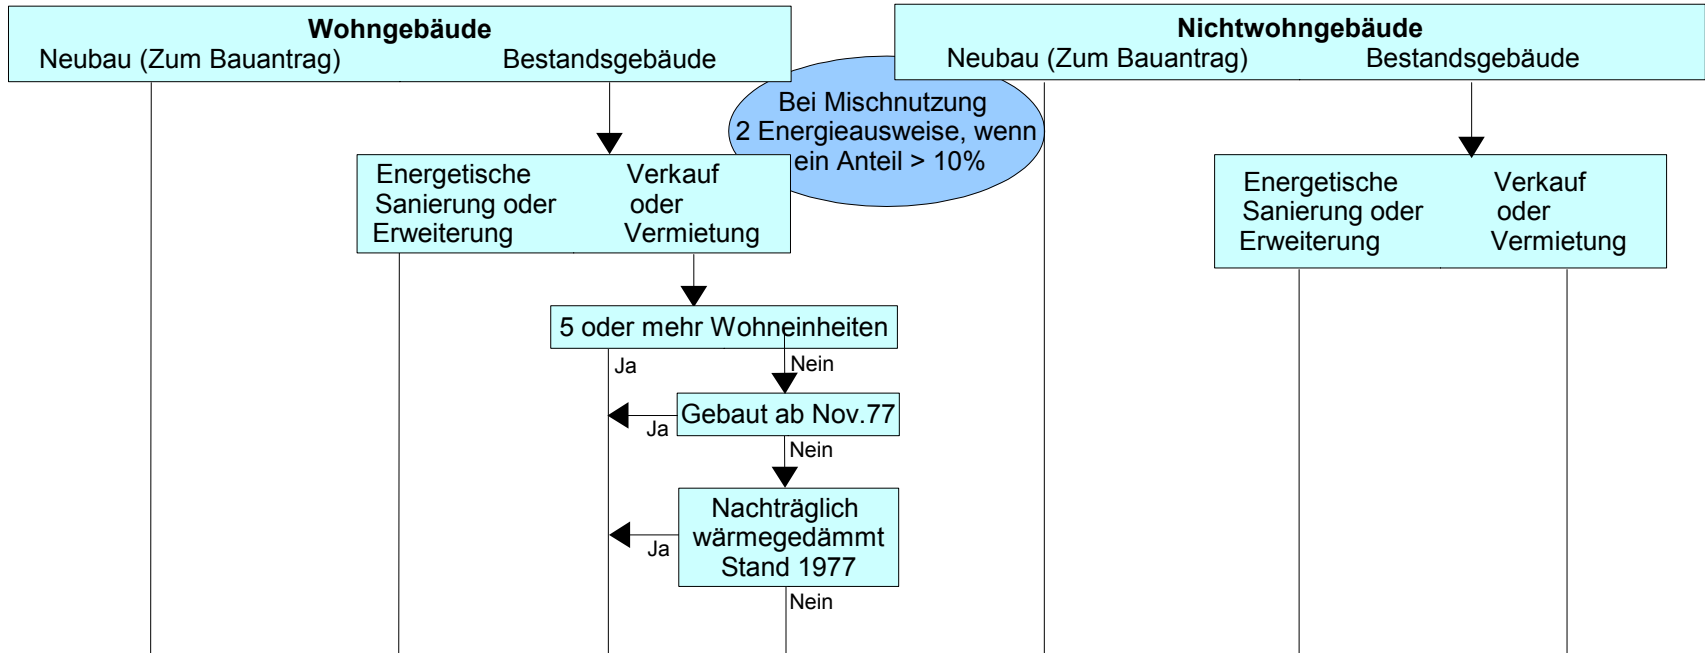 Wohngebäude
Neubau (Zum Bauantrag) Bestandsgebäude
Nichtwohngebäude
Neubau (Zum Bauantrag) Bestandsgebäude
Bei Mischnutzung
2 Energieausweise, wenn
ein Anteil > 10%
Energetische Verkauf
Sanierung oder oder
Erweiterung Vermietung
Energetische Verkauf
Sanierung oder oder
Erweiterung Vermietung
5 oder mehr Wohneinheiten
Ja
Nein
Gebaut ab Nov.77
Ja
Nein
Nachträglich
wärmegedämmt
Stand 1977
Ja
Nein